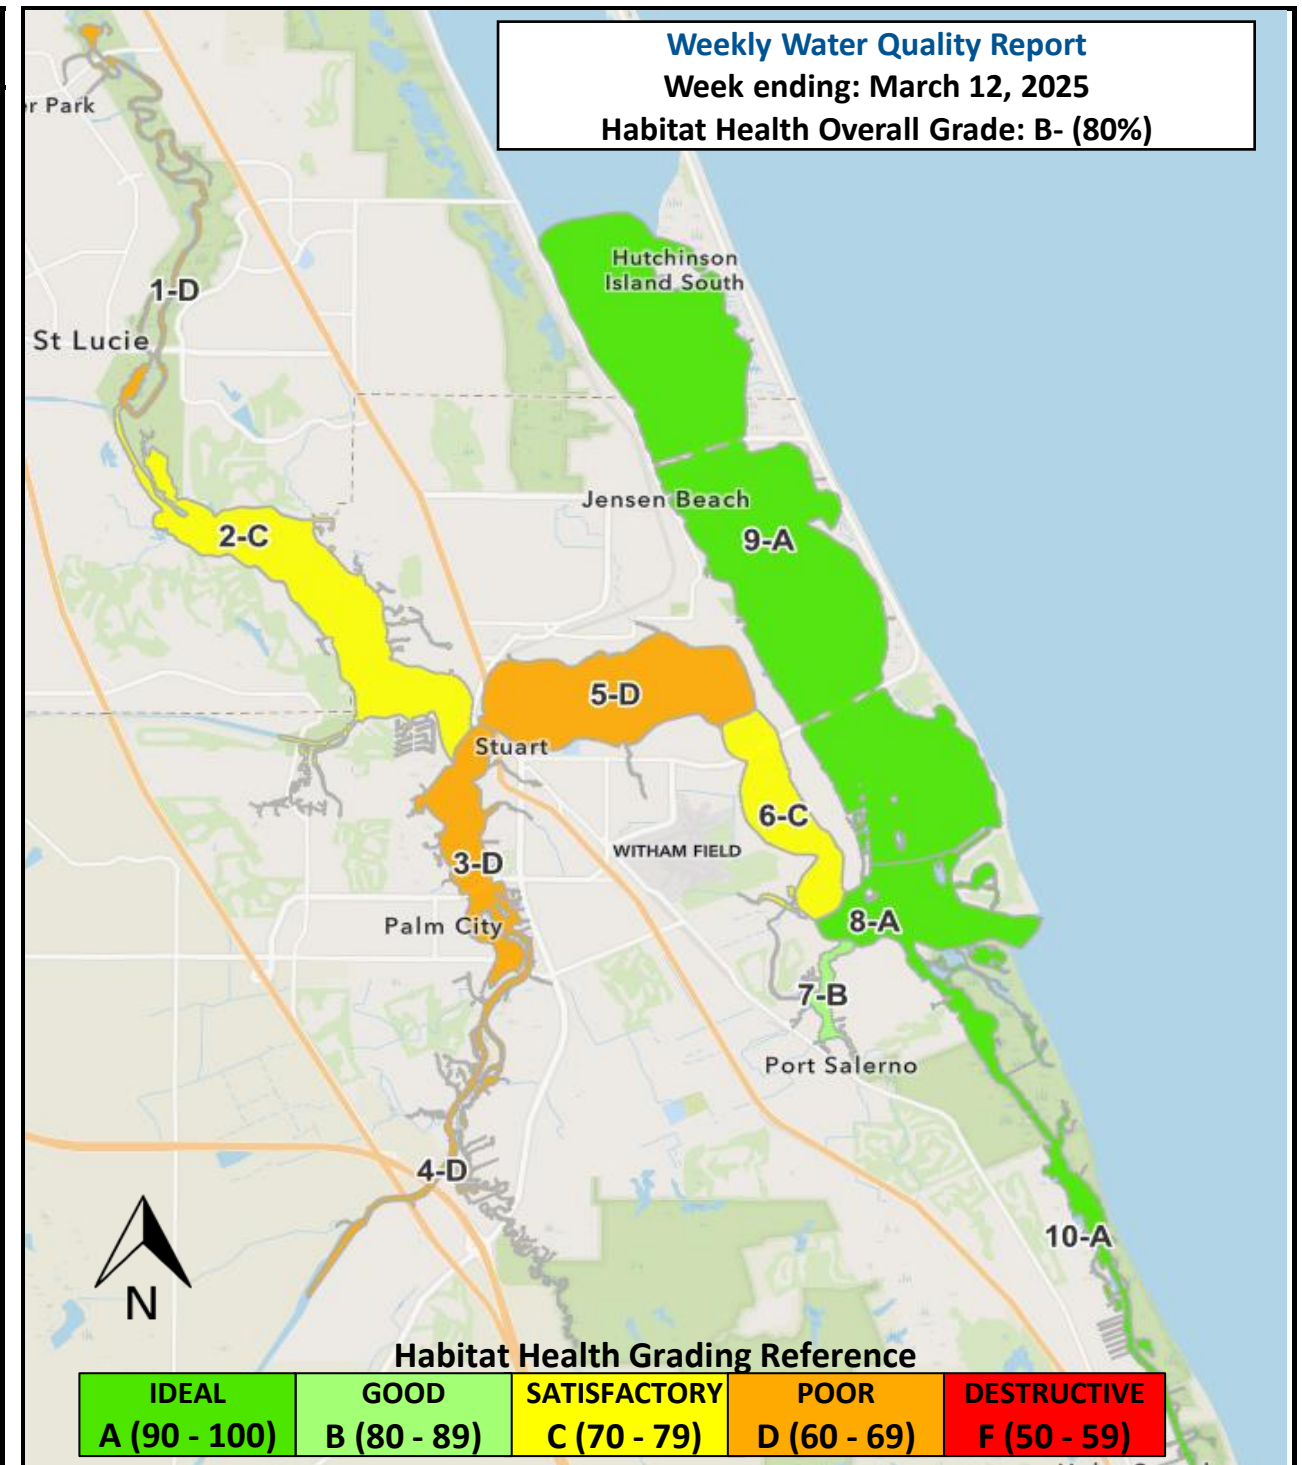 Weekly Water Quality Report
Week ending: March 12, 2025
Habitat Health Overall Grade: B- (80%)
r Park
Hutchinson
Island South
1-D
St Lucie
Jensen Beach
2-C
9-A
5-D
Stuart
6-C
WITHAM FIELD
3-D
Palm City
8-A
7-B
Port Salerno
4-D
10-A
N
Habitat Health Grading Reference
IDEAL
A (90 - 100)
GOOD
B (80 - 89)
SATISFACTORY
C (70 - 79)
POOR
D (60 - 69)
DESTRUCTIVE
F (50 - 59)